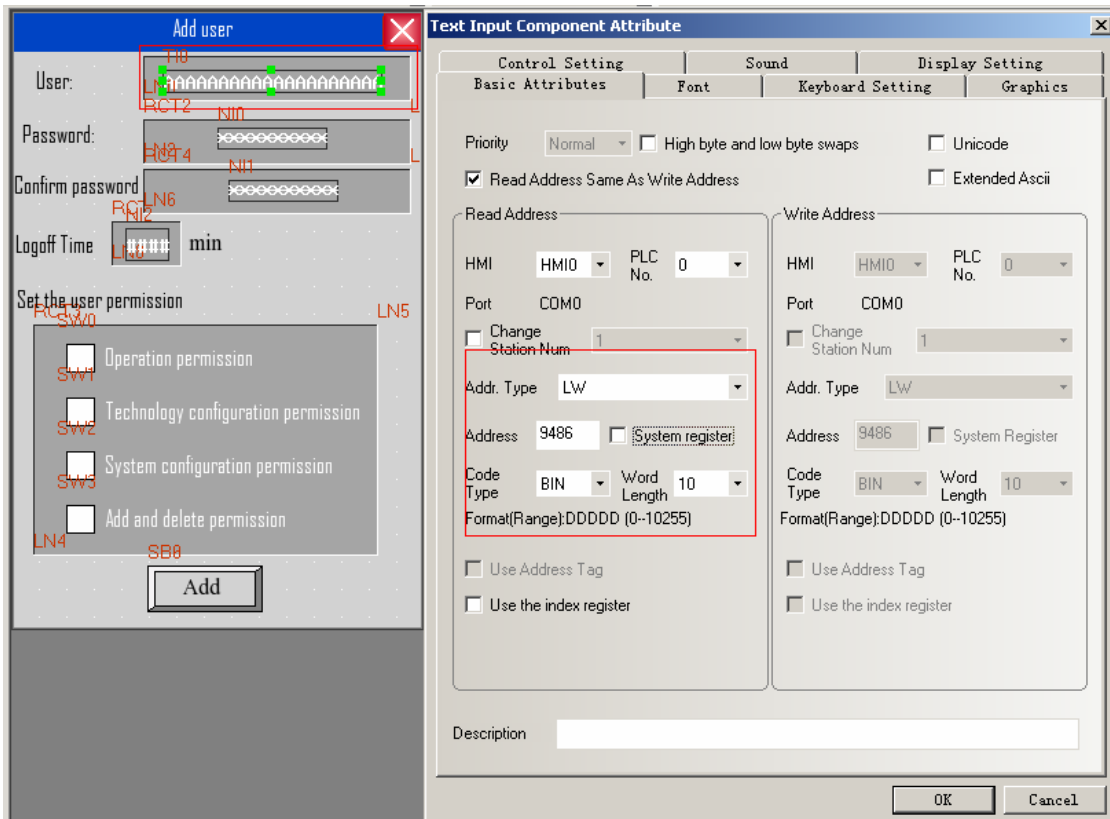 Add user
TI0
User:
AAAAAAAAAAAAAAAAAAAA
RCT2
L
NI0
Password:
××××××××××
RCT4
L
NI1
Confirm password
××××××××××
LN6
NI2
Logoff Time
####
min
Set the user permission
LN5
RCT3
SW0
Operation permission
SW1
Technology configuration permission
SW2
System configuration permission
SW3
Add and delete permission
LN4
SB0
Add
Text Input Component Attribute
Control Setting Sound Display Setting
Basic Attributes Font Keyboard Setting Graphics
Priority Normal High byte and low byte swaps Unicode
Read Address Same As Write Address Extended Ascii
Read Address
HMI HMI0 PLC No. 0
Port COM0
Change Station Num 1
Addr. Type LW
Address 9486 System register
Code Type BIN Word Length 10
Format(Range):DDDDD (0--10255)
Use Address Tag
Use the index register
Write Address
HMI HMI0 PLC No. 0
Port COM0
Change Station Num 1
Addr. Type LW
Address 9486 System Register
Code Type BIN Word Length 10
Format(Range):DDDDD (0--10255)
Use Address Tag
Use the index register
Description
OK Cancel